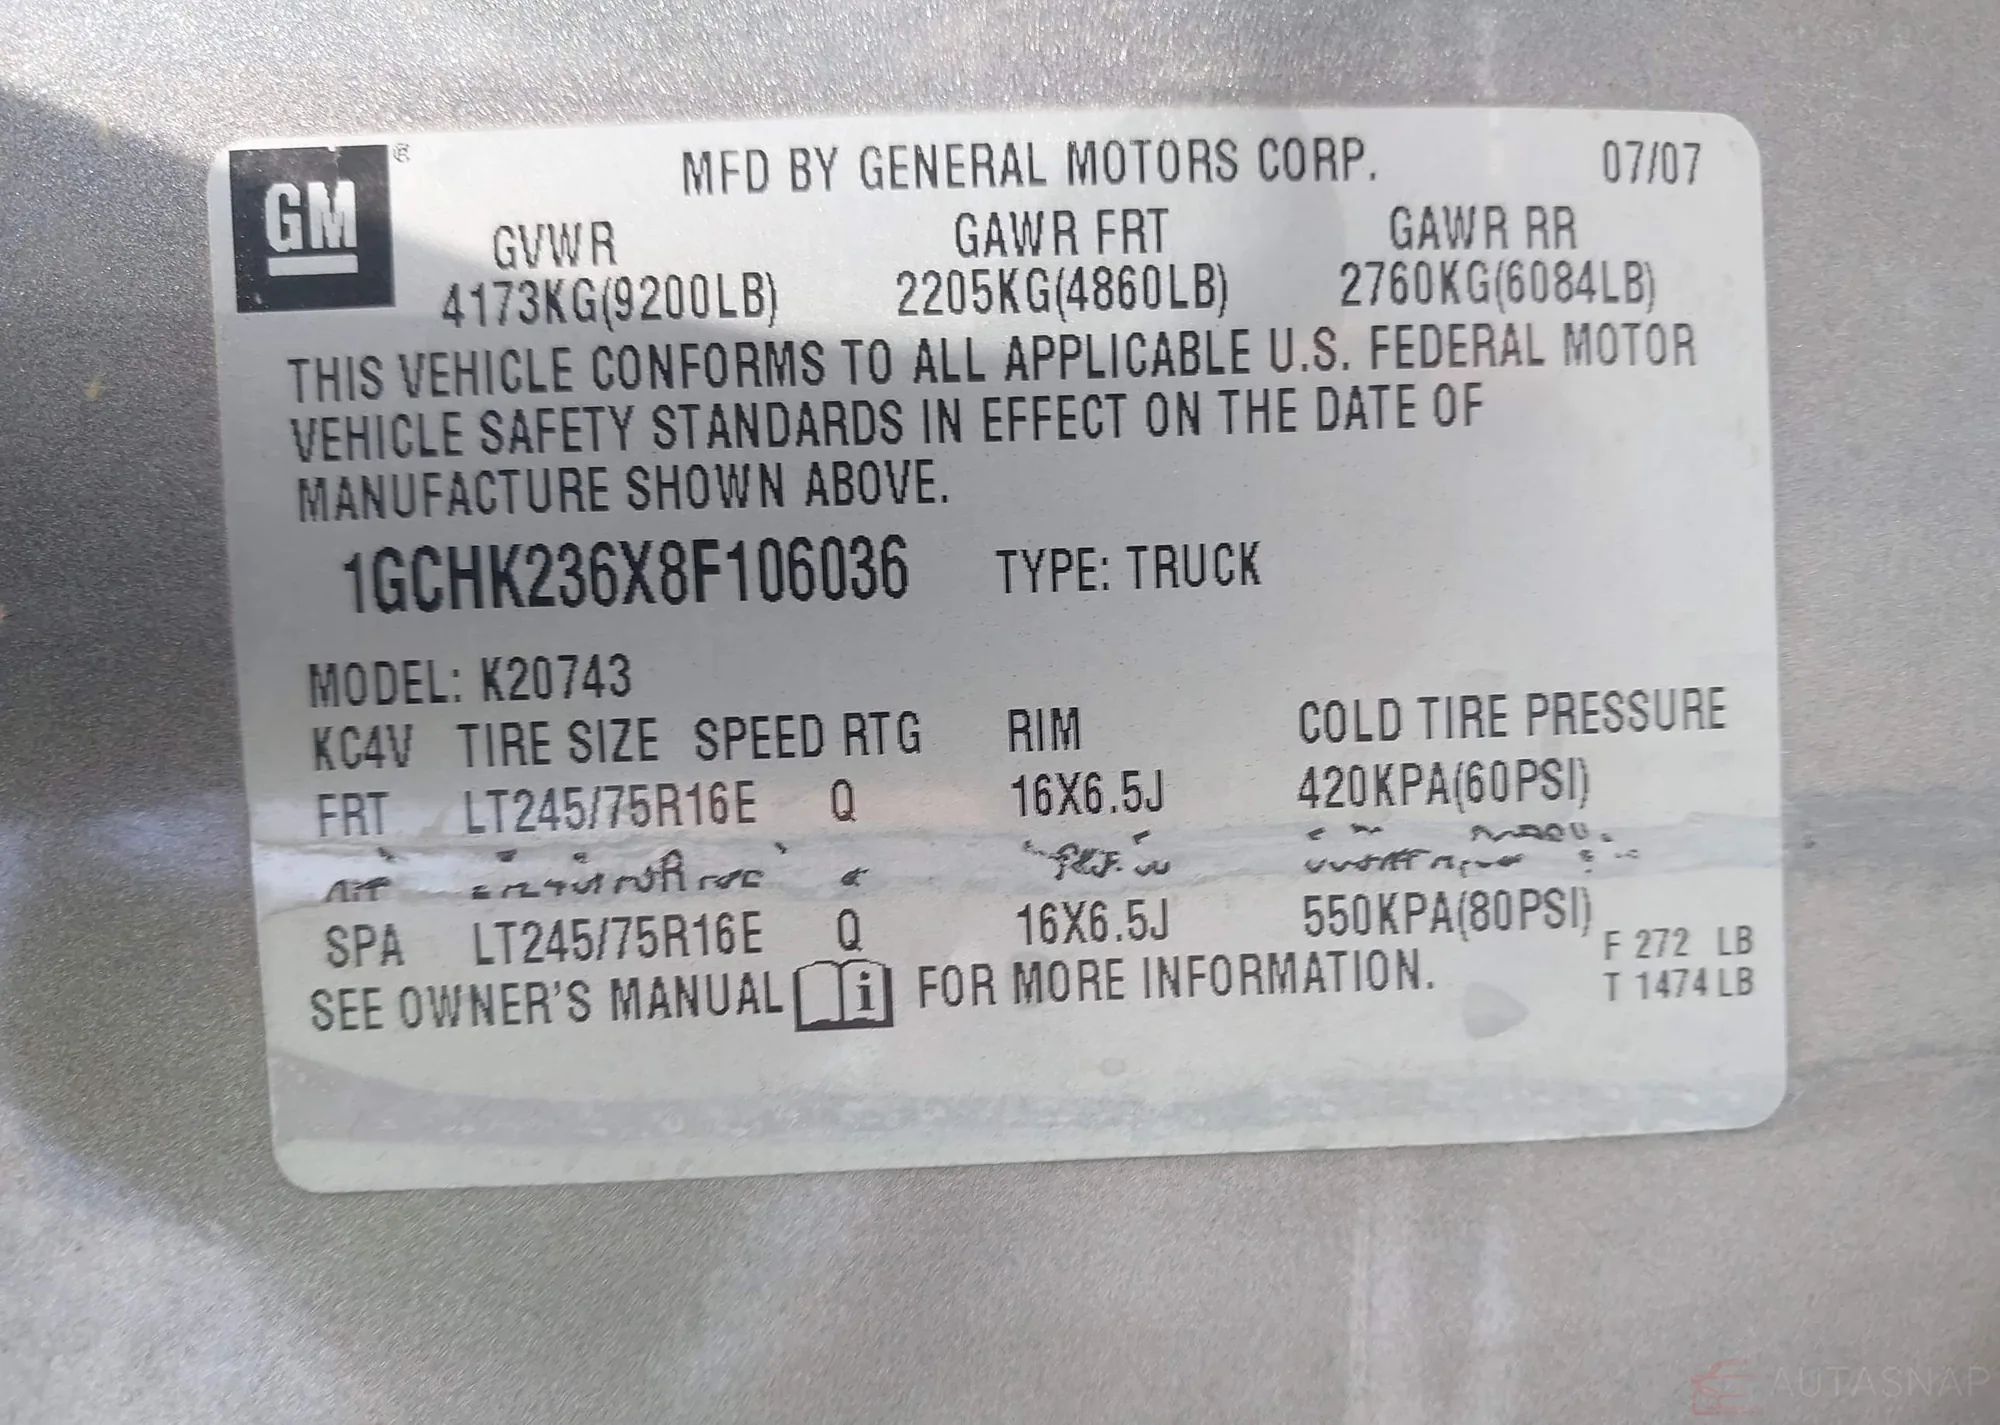 GM ®
MFD BY GENERAL MOTORS CORP. 07/07
GVWR GAWR FRT GAWR RR
4173KG(9200LB) 2205KG(4860LB) 2760KG(6084LB)
THIS VEHICLE CONFORMS TO ALL APPLICABLE U.S. FEDERAL MOTOR
VEHICLE SAFETY STANDARDS IN EFFECT ON THE DATE OF
MANUFACTURE SHOWN ABOVE.
1GCHK236X8F106036 TYPE: TRUCK
MODEL: K20743
KC4V TIRE SIZE SPEED RTG RIM COLD TIRE PRESSURE
FRT LT245/75R16E Q 16X6.5J 420KPA(60PSI)
SPA LT245/75R16E Q 16X6.5J 550KPA(80PSI)
F 272 LB
SEE OWNER'S MANUAL i FOR MORE INFORMATION.
T 1474LB
AUTASNAP